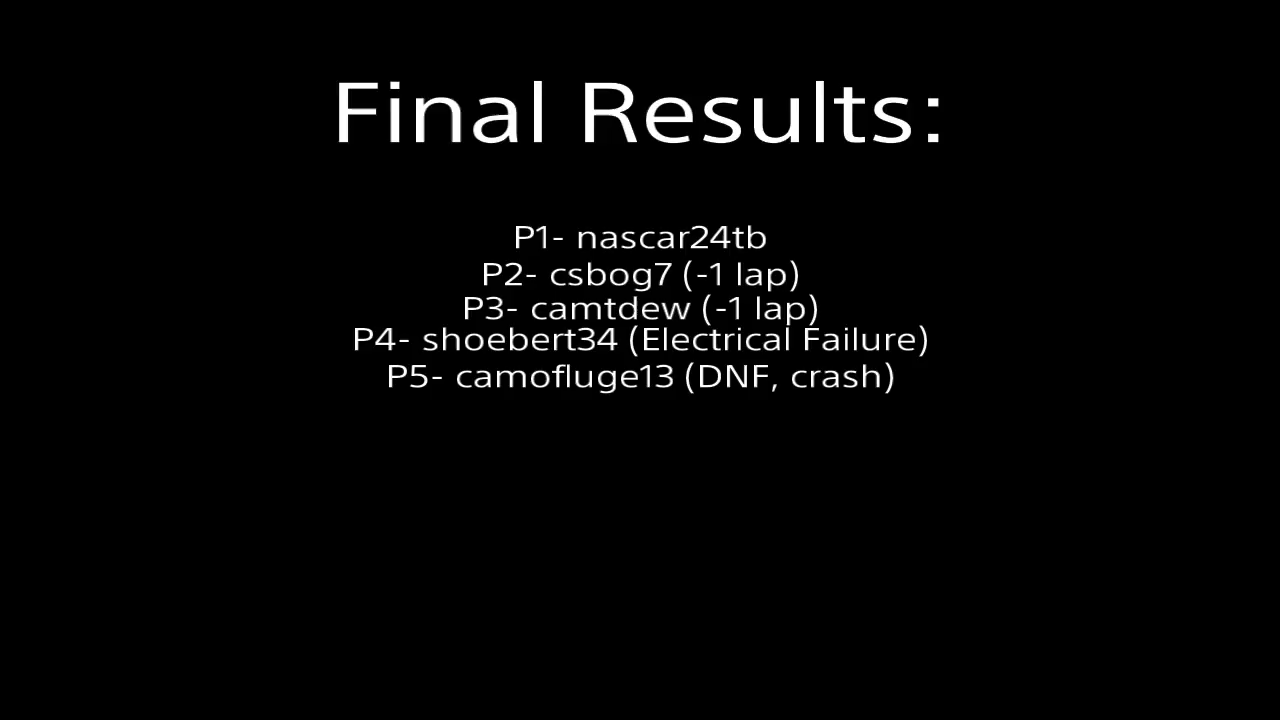 Final Results:
P1- nascar24tb
P2- csbog7 (-1 lap)
P3- camtdew (-1 lap)
P4- shoebert34 (Electrical Failure)
P5- camofluge13 (DNF, crash)